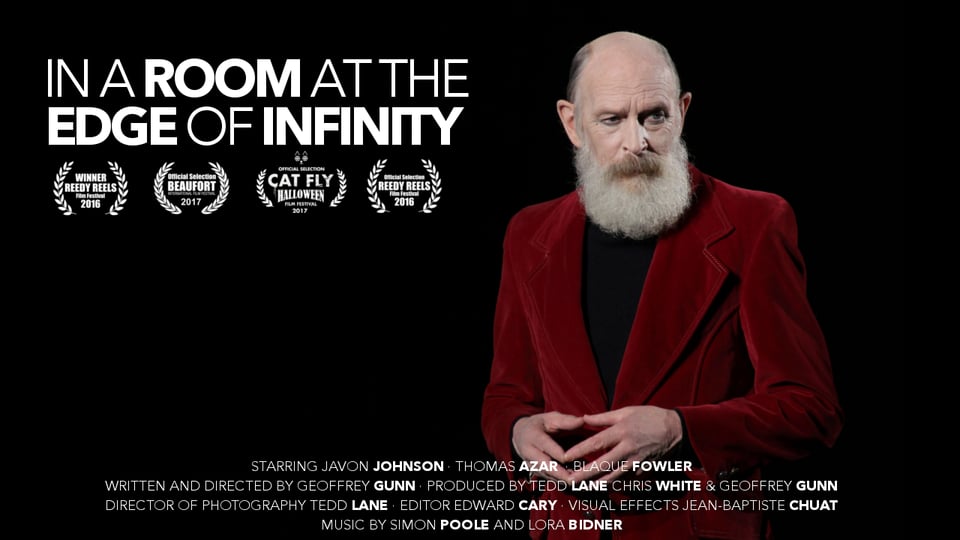 IN A ROOM AT THE
EDGE OF INFINITY
WINNER
REEDY REELS
Film Festival
2016
Official Selection
BEAUFORT
INTERNATIONAL FILM FESTIVAL
2017
OFFICIAL SELECTION
CAT FLY
HALLOWEEN
FILM FESTIVAL
2017
Official Selection
REEDY REELS
Film Festival
2016
STARRING JAVON JOHNSON · THOMAS AZAR · BLAQUE FOWLER
WRITTEN AND DIRECTED BY GEOFFREY GUNN · PRODUCED BY TEDD LANE CHRIS WHITE & GEOFFREY GUNN
DIRECTOR OF PHOTOGRAPHY TEDD LANE · EDITOR EDWARD CARY · VISUAL EFFECTS JEAN-BAPTISTE CHUAT
MUSIC BY SIMON POOLE AND LORA BIDNER